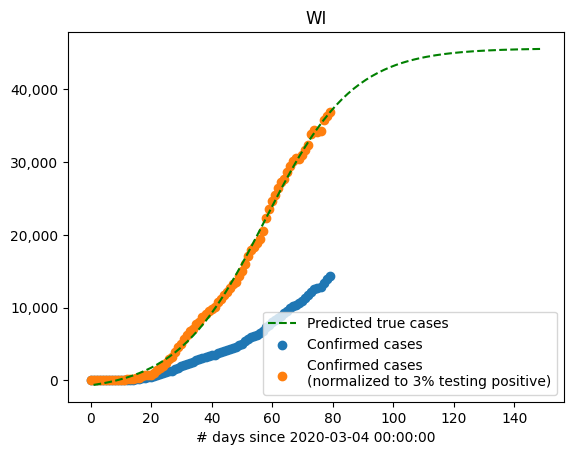 WI
40,000
30,000
20,000
10,000
0
Predicted true cases
Confirmed cases
Confirmed cases
(normalized to 3% testing positive)
0 20 40 60 80 100 120 140
# days since 2020-03-04 00:00:00